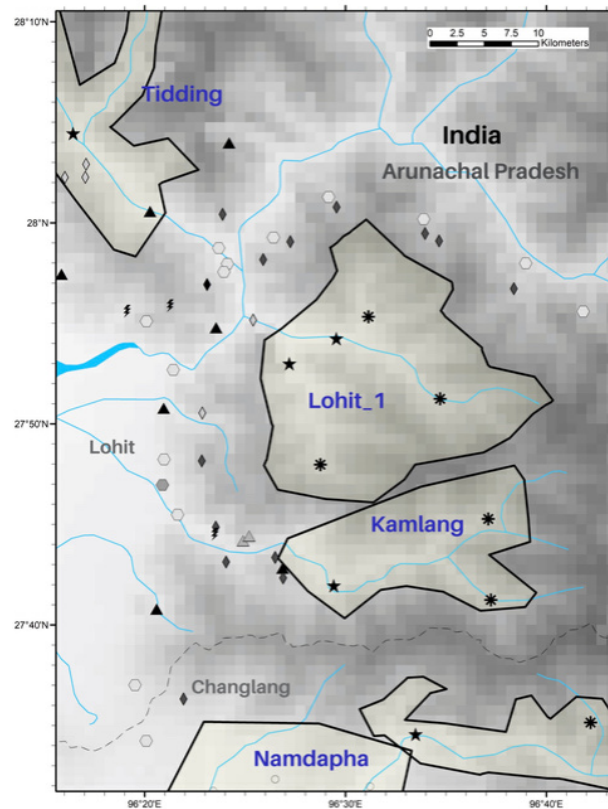 28°10'
0 2.5 5 7.5 10
Kilometers
Tidding
India
Arunachal Pradesh
28°N
27°50'
Lohit_1
Lohit
Kamlang
27°40'
Changlang
Namdapha
96°20'E
96°30'E
96°40'E